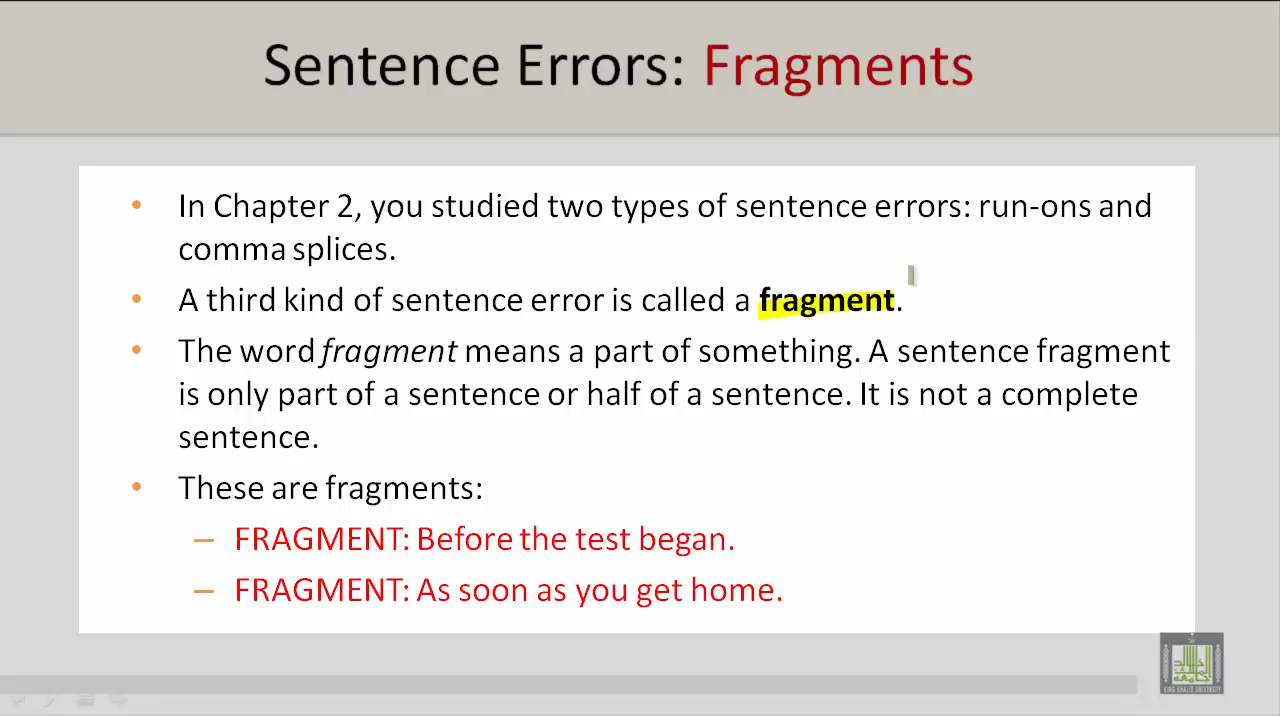 Sentence Errors: Fragments
• In Chapter 2, you studied two types of sentence errors: run-ons and
comma splices.
• A third kind of sentence error is called a fragment.
• The word fragment means a part of something. A sentence fragment
is only part of a sentence or half of a sentence. It is not a complete
sentence.
• These are fragments:
– FRAGMENT: Before the test began.
– FRAGMENT: As soon as you get home.
KING KHALID UNIVERSITY